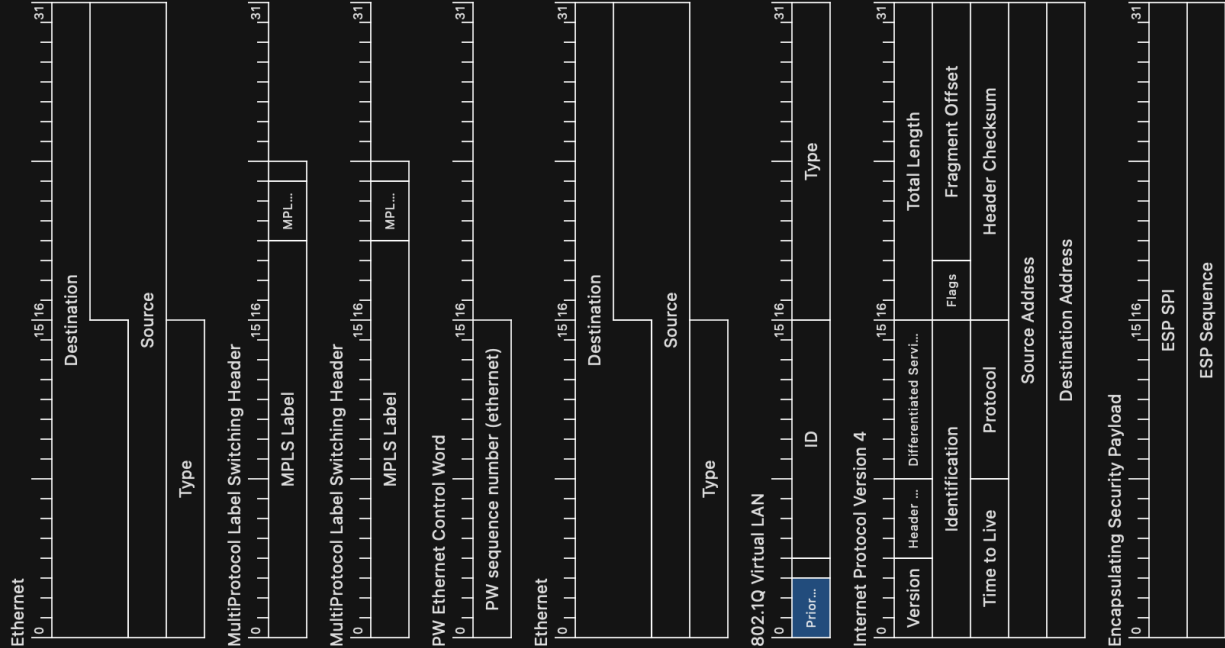 Ethernet
0 15 16 31
Destination
Source
Type
MultiProtocol Label Switching Header
0 15 16 31
MPLS Label MPL...
MultiProtocol Label Switching Header
0 15 16 31
MPLS Label MPL...
PW Ethernet Control Word
0 15 16 31
PW sequence number (ethernet)
Ethernet
0 15 16 31
Destination
Source
Type
802.1Q Virtual LAN
0 15 16 31
Prior... ID Type
Internet Protocol Version 4
0 15 16 31
Version Header ... Differentiated Servi... Total Length
Identification Flags Fragment Offset
Time to Live Protocol Header Checksum
Source Address
Destination Address
Encapsulating Security Payload
0 15 16 31
ESP SPI
ESP Sequence